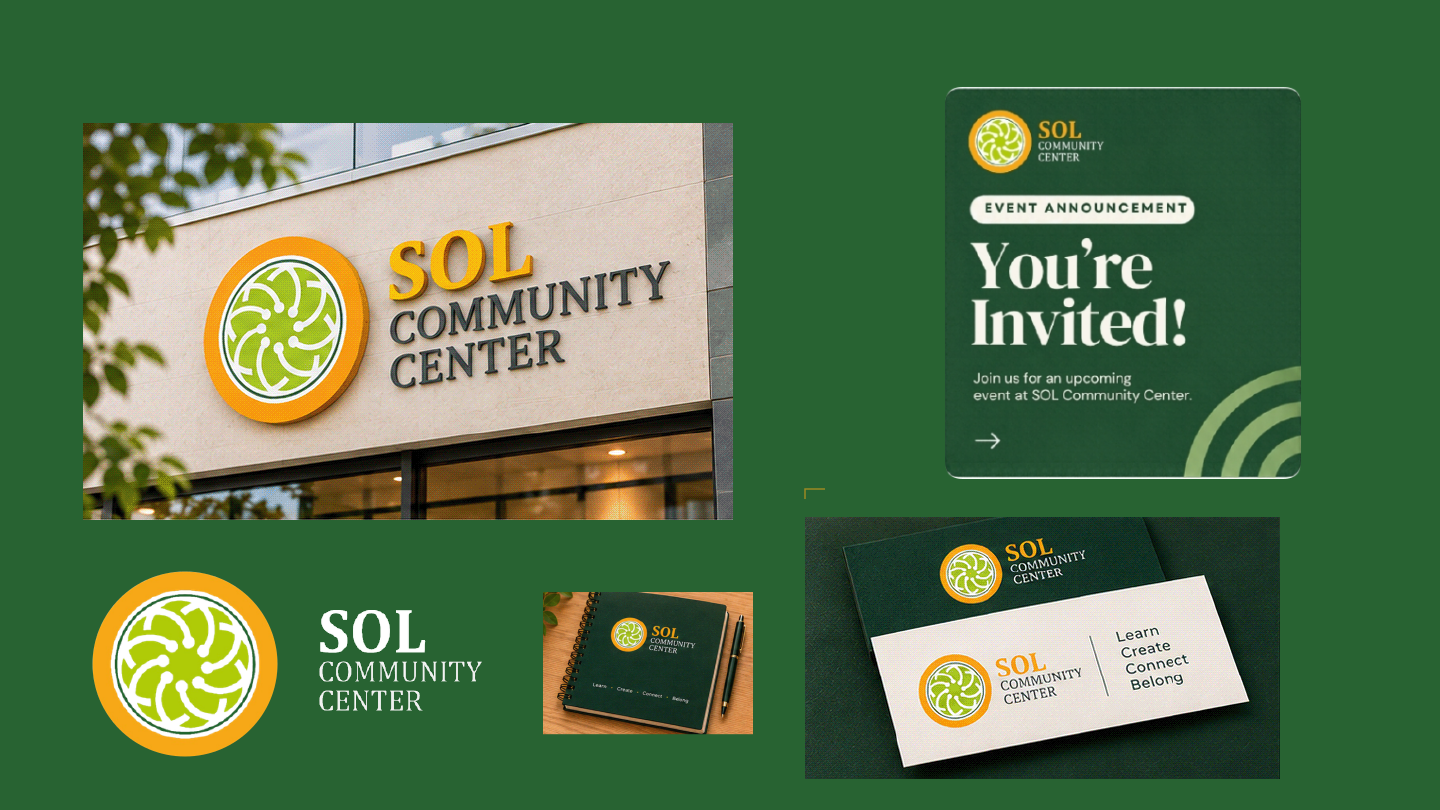 SOL
COMMUNITY
CENTER
SOL
COMMUNITY
CENTER
EVENT ANNOUNCEMENT
You're
Invited!
Join us for an upcoming
event at SOL Community Center.
→
SOL
COMMUNITY
CENTER
SOL
COMMUNITY
CENTER
Learn · Create · Connect · Belong
SOL
COMMUNITY
CENTER
SOL
COMMUNITY
CENTER
Learn
Create
Connect
Belong